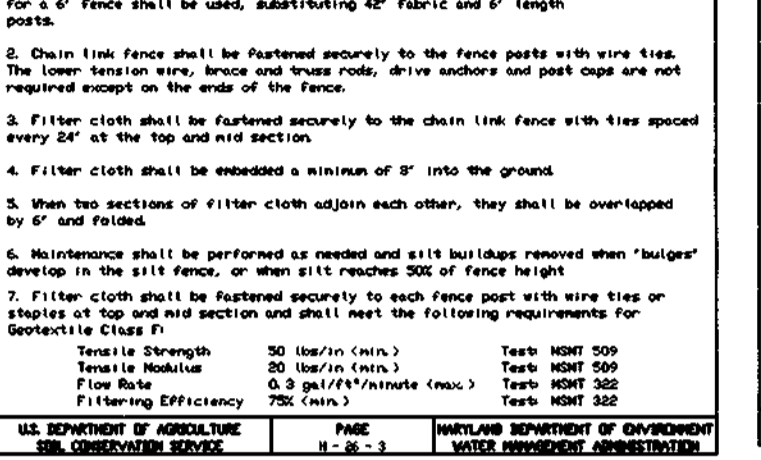 for a 6' fence shall be used, substituting 42" fabric and 6' length
posts.
2. Chain link fence shall be fastened securely to the fence posts with wire ties.
The lower tension wire, brace and truss rods, drive anchors and post caps are not
required except on the ends of the fence.
3. Filter cloth shall be fastened securely to the chain link fence with ties spaced
every 24" at the top and mid section.
4. Filter cloth shall be embedded a minimum of 8" into the ground.
5. When two sections of filter cloth adjoin each other, they shall be overlapped
by 6" and folded.
6. Maintenance shall be performed as needed and silt buildups removed when "bulges"
develop in the silt fence, or when silt reaches 50% of fence height
7. Filter cloth shall be fastened securely to each fence post with wire ties or
staples at top and mid section and shall meet the following requirements for
Geotextile Class F:
Tensile Strength 50 lbs/in (min.) Test: MSMT 509
Tensile Modulus 20 lbs/in (min.) Test: MSMT 509
Flow Rate 0.3 gal/ft²/minute (max.) Test: MSMT 322
Filtering Efficiency 75% (min.) Test: MSMT 322
U.S. DEPARTMENT OF AGRICULTURE PAGE MARYLAND DEPARTMENT OF ENVIRONMENT
SOIL CONSERVATION SERVICE H - 26 - 3 WATER MANAGEMENT ADMINISTRATION